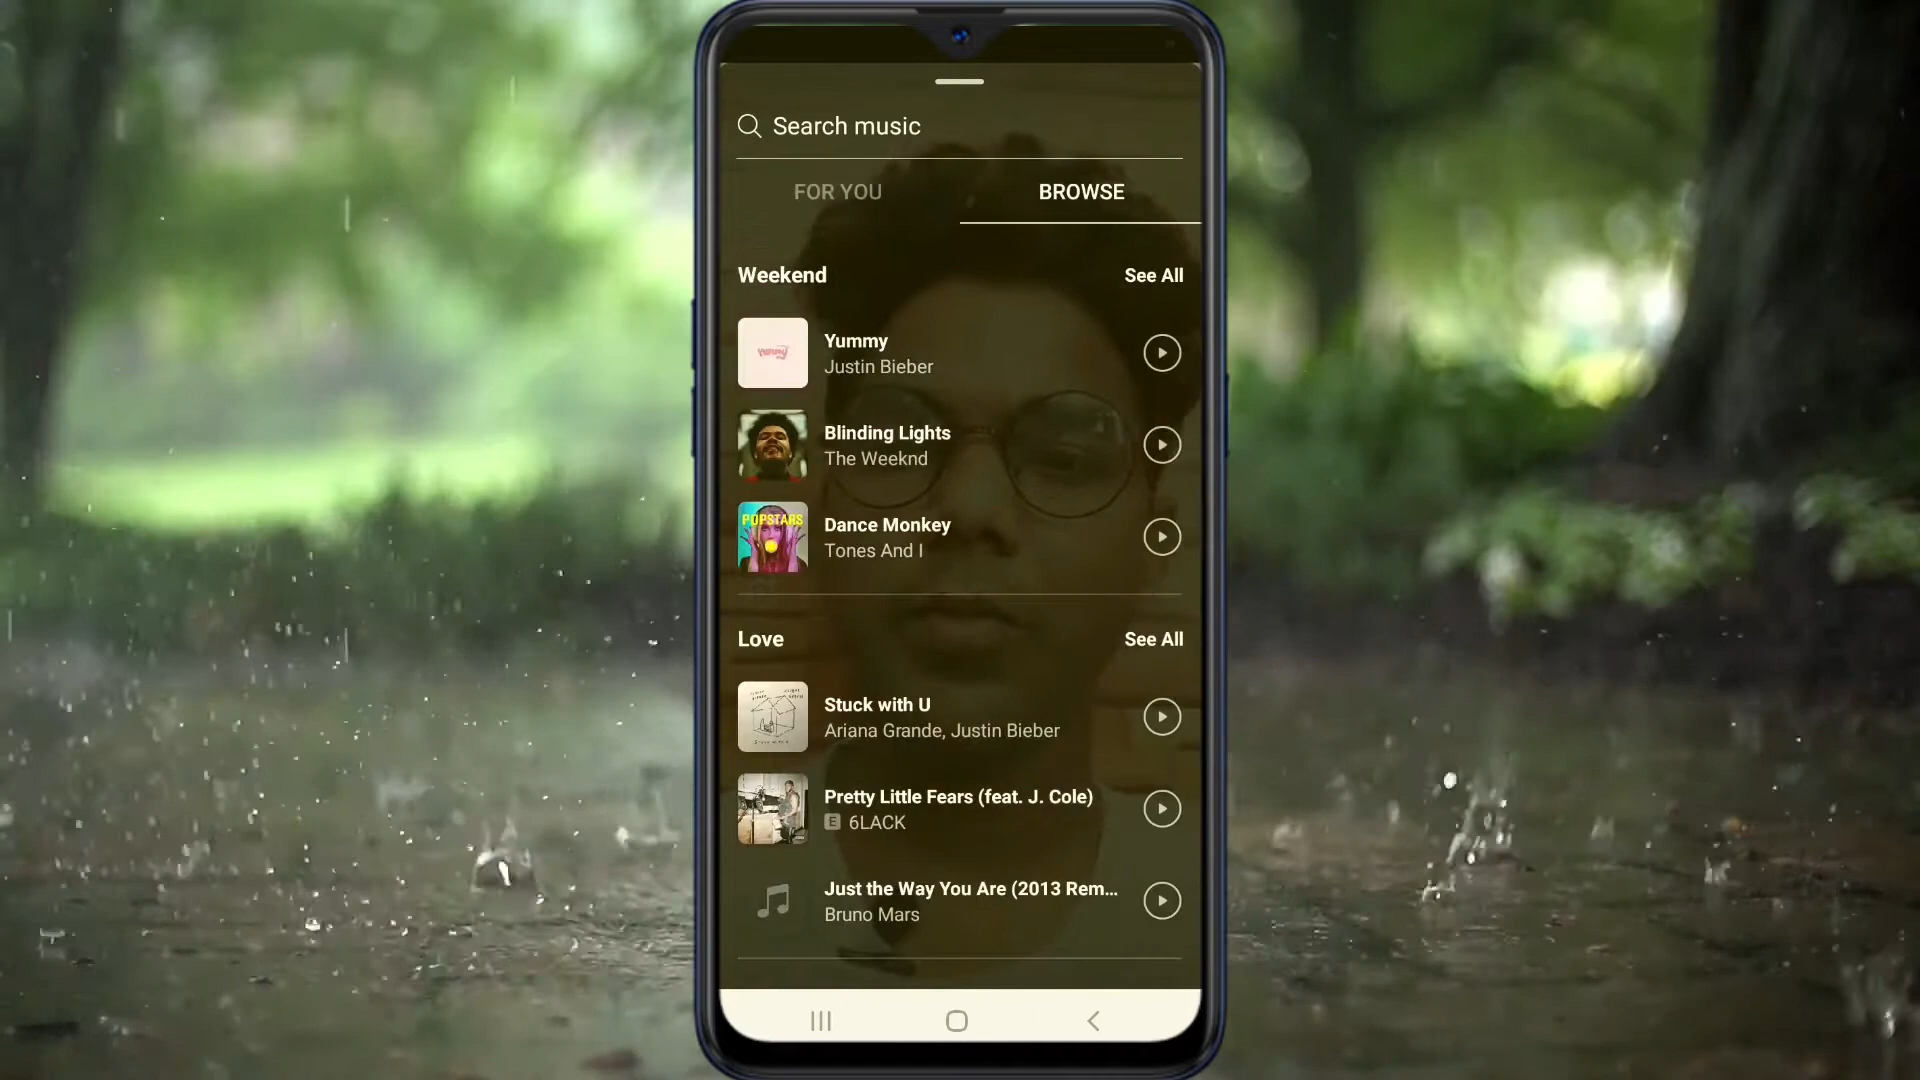 Search music
FOR YOU
BROWSE
Weekend
See All
yummy
Yummy
Justin Bieber
Blinding Lights
The Weeknd
POPSTARS
Dance Monkey
Tones And I
Love
See All
Stuck with U
Ariana Grande, Justin Bieber
Pretty Little Fears (feat. J. Cole)
E 6LACK
Just the Way You Are (2013 Rem...
Bruno Mars